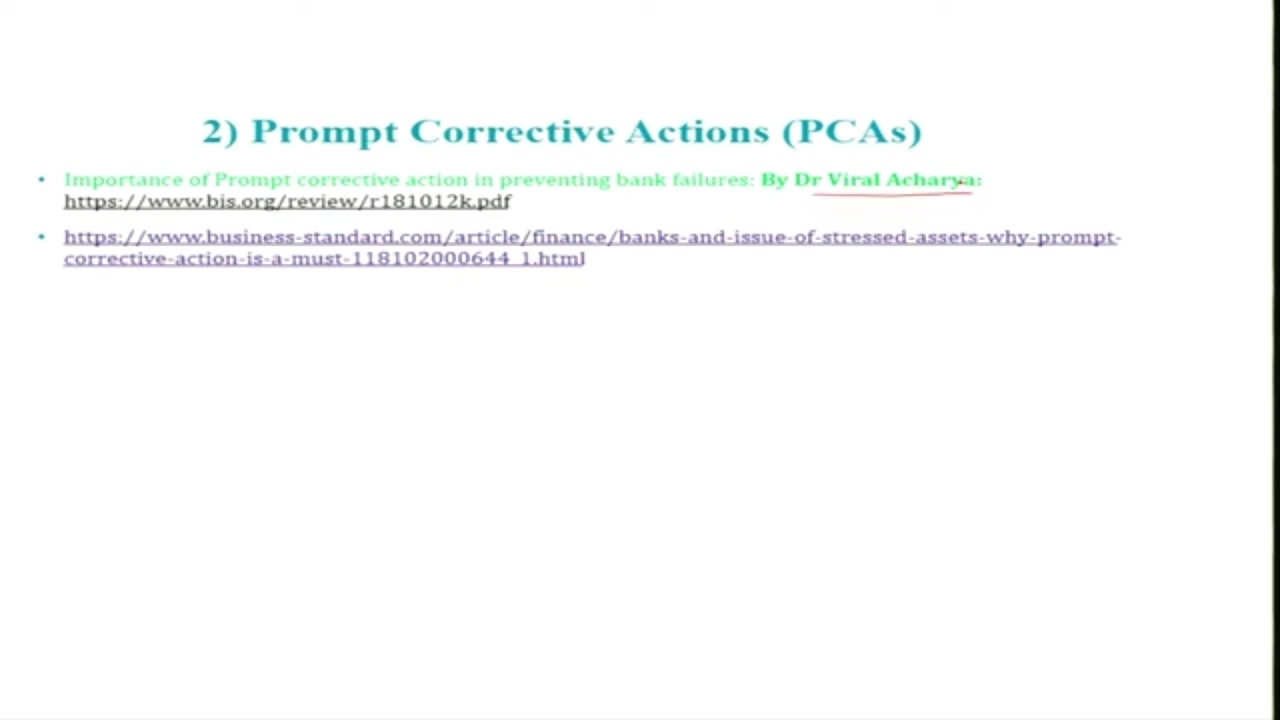 2) Prompt Corrective Actions (PCAs)
• Importance of Prompt corrective action in preventing bank failures: By Dr Viral Acharya:
https://www.bis.org/review/r181012k.pdf
• https://www.business-standard.com/article/finance/banks-and-issue-of-stressed-assets-why-prompt-
corrective-action-is-a-must-118102000644_1.html